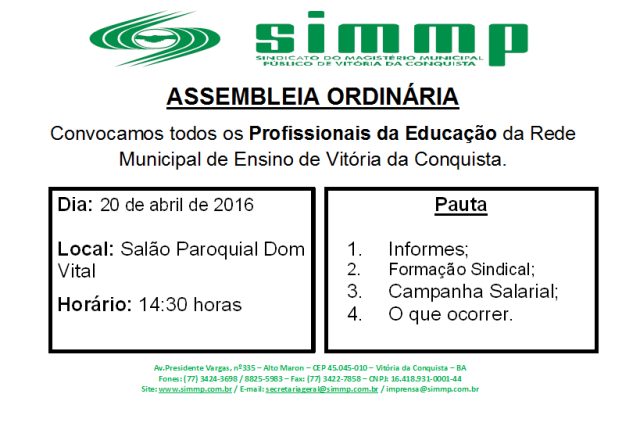 simmp
SINDICATO DO MAGISTÉRIO MUNICIPAL
PÚBLICO DE VITÓRIA DA CONQUISTA
ASSEMBLEIA ORDINÁRIA
Convocamos todos os Profissionais da Educação da Rede
Municipal de Ensino de Vitória da Conquista.
Dia: 20 de abril de 2016
Local: Salão Paroquial Dom
Vital
Horário: 14:30 horas
Pauta
1. Informes;
2. Formação Sindical;
3. Campanha Salarial;
4. O que ocorrer.
Av.Presidente Vargas, nº335 – Alto Maron – CEP 45.045-010 – Vitória da Conquista – BA
Fones: (77) 3424-3698 / 8825-5983 – Fax: (77) 3422-7858 – CNPJ: 16.418.931-0001-44
Site: www.simmp.com.br / E-mail: secretariageral@simmp.com.br / imprensa@simmp.com.br